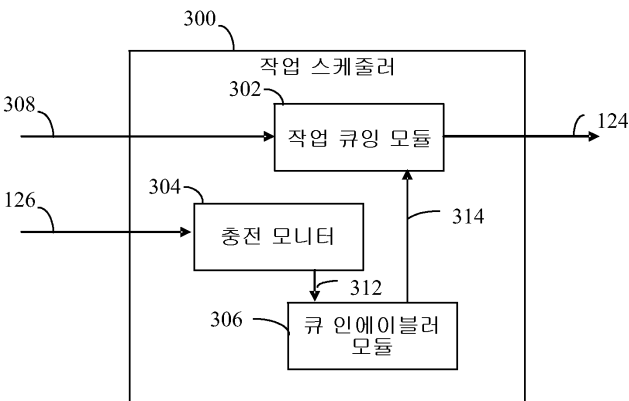 300
작업 스케줄러
302
308
작업 큐잉 모듈
124
304
126
314
충전 모니터
312
306
큐 인에이블러
모듈